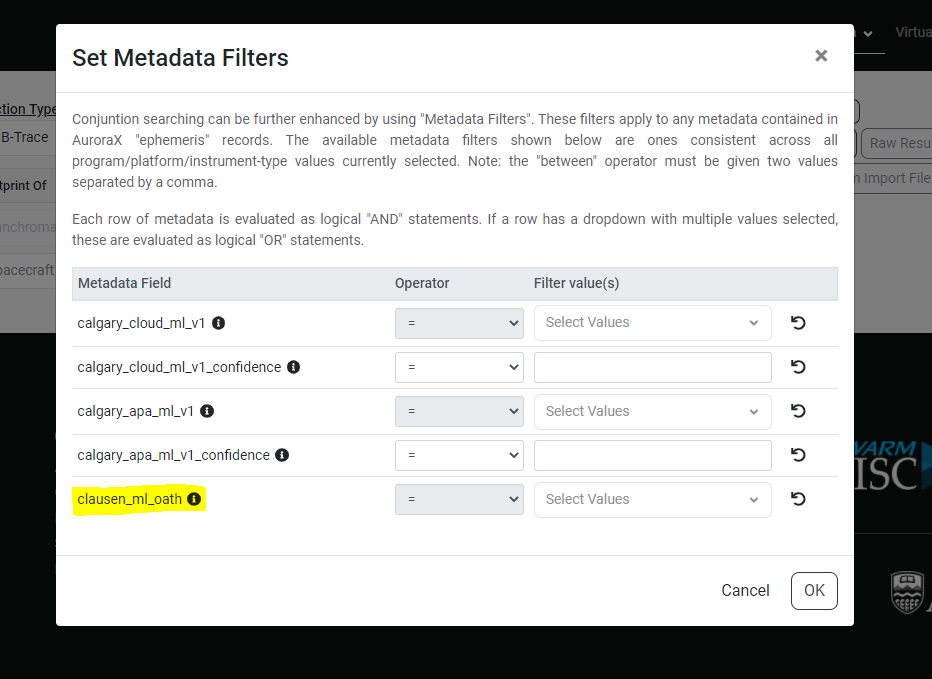 Virtua
Set Metadata Filters
×
ction Type
B-Trace
Raw Resu
tprint Of
n Import File
nchroma
pacecraft
Conjuntion searching can be further enhanced by using "Metadata Filters". These filters apply to any metadata contained in
AuroraX "ephemeris" records. The available metadata filters shown below are ones consistent across all
program/platform/instrument-type values currently selected. Note: the "between" operator must be given two values
separated by a comma.
Each row of metadata is evaluated as logical "AND" statements. If a row has a dropdown with multiple values selected,
these are evaluated as logical "OR" statements.
Metadata Field Operator Filter value(s)
calgary_cloud_ml_v1 = Select Values
calgary_cloud_ml_v1_confidence =
calgary_apa_ml_v1 = Select Values
calgary_apa_ml_v1_confidence =
clausen_ml_oath = Select Values
WARM
ISC
Cancel OK